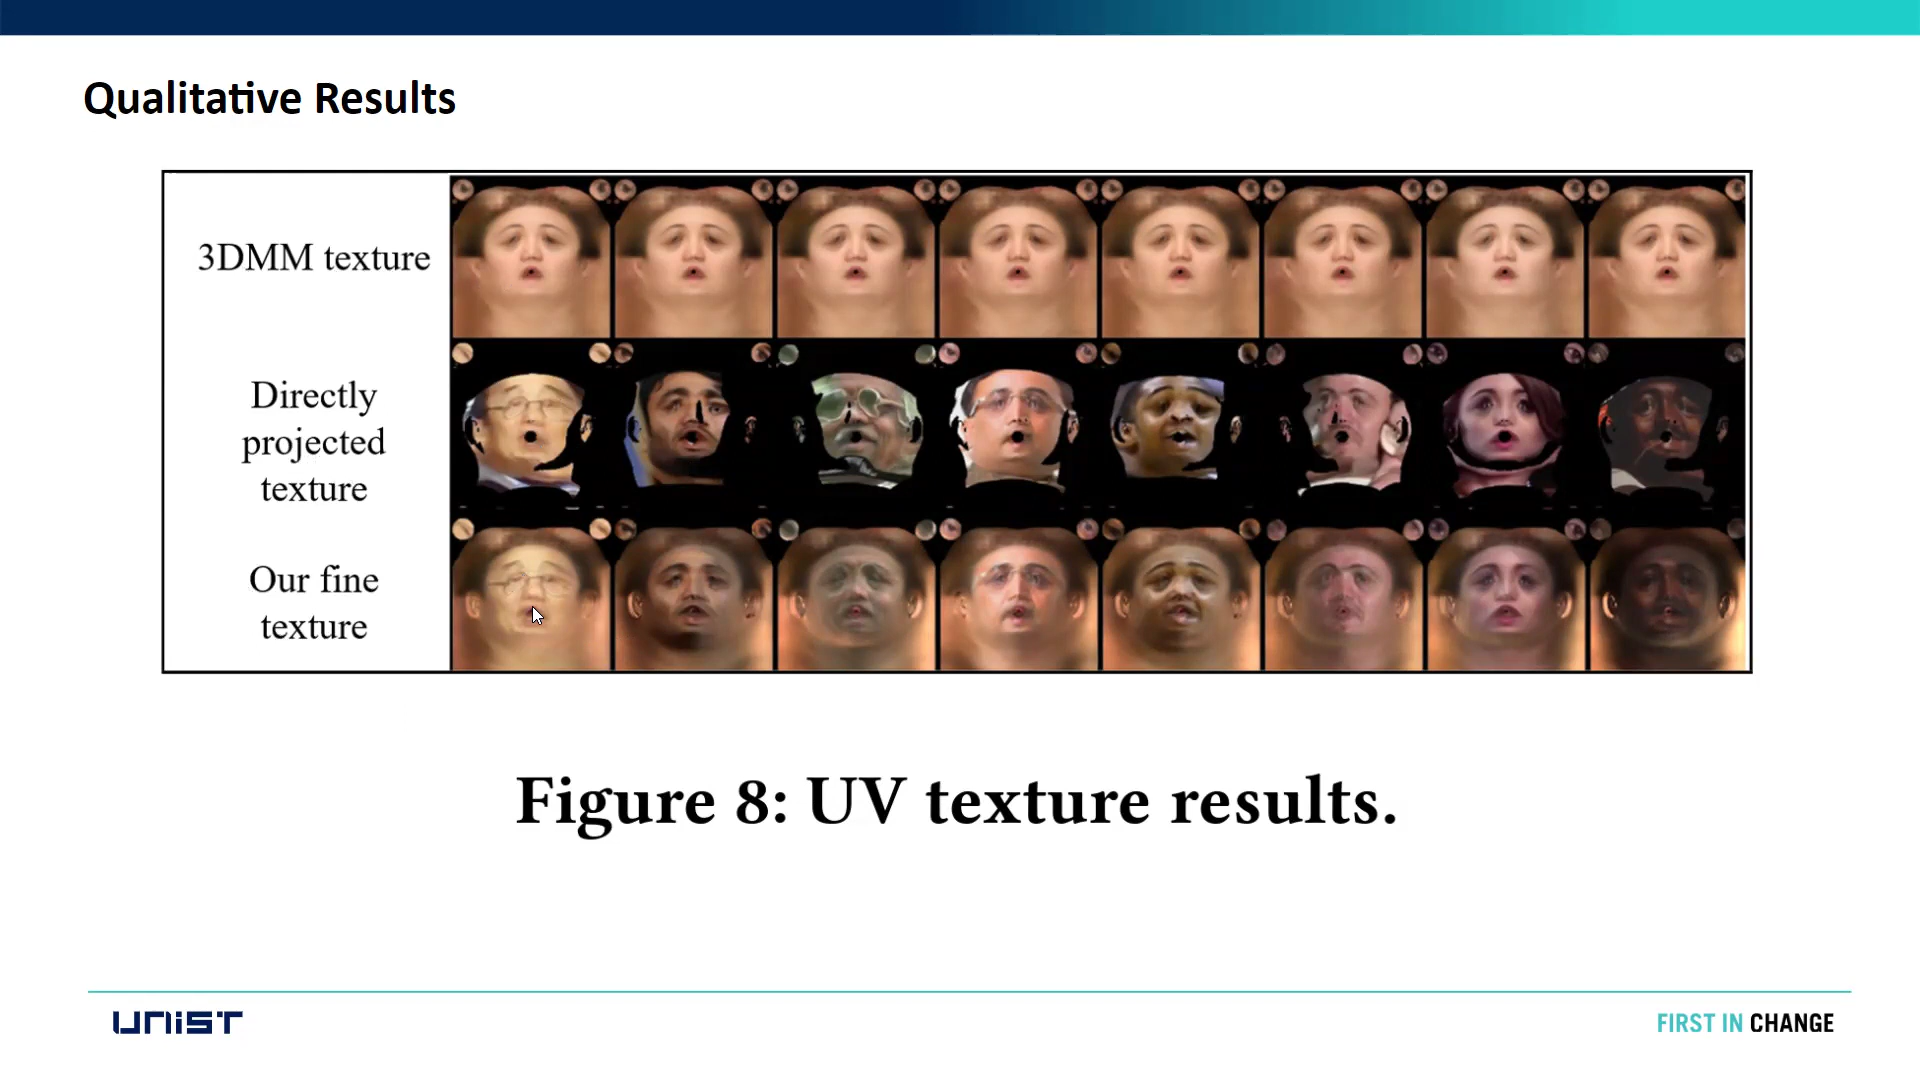 Qualitative Results
3DMM texture
Directly
projected
texture
Our fine
texture
Figure 8: UV texture results.
UNIST
FIRST IN CHANGE